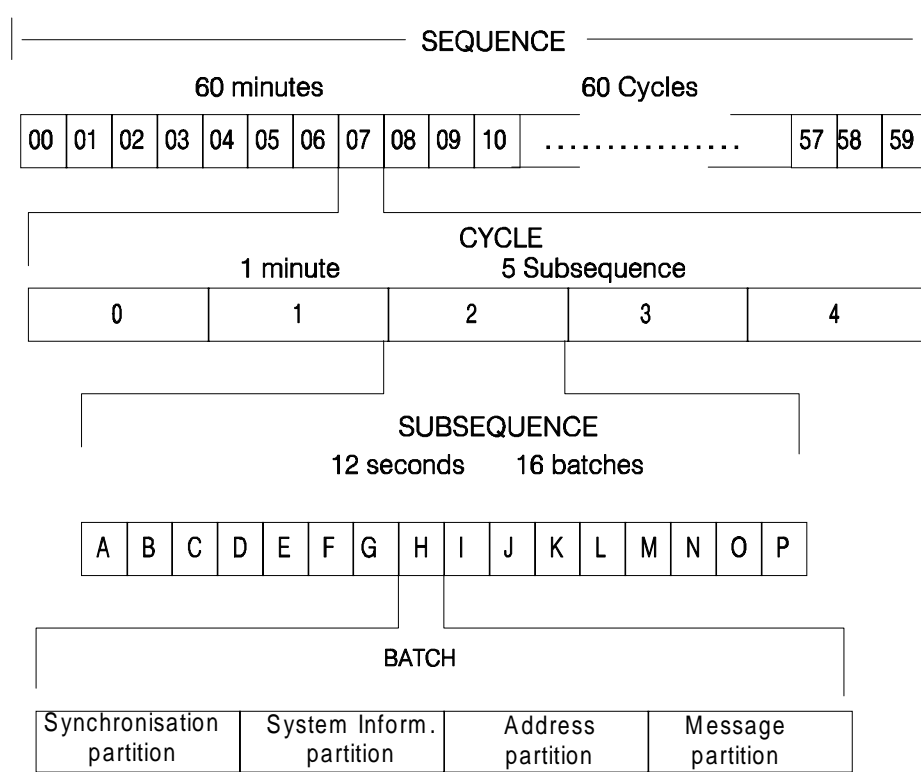 SEQUENCE
60 minutes 60 Cycles
00 01 02 03 04 05 06 07 08 09 10 ................ 57 58 59
CYCLE
1 minute 5 Subsequence
0 1 2 3 4
SUBSEQUENCE
12 seconds 16 batches
A B C D E F G H I J K L M N O P
BATCH
Synchronisation System Inform. Address Message
partition partition partition partition